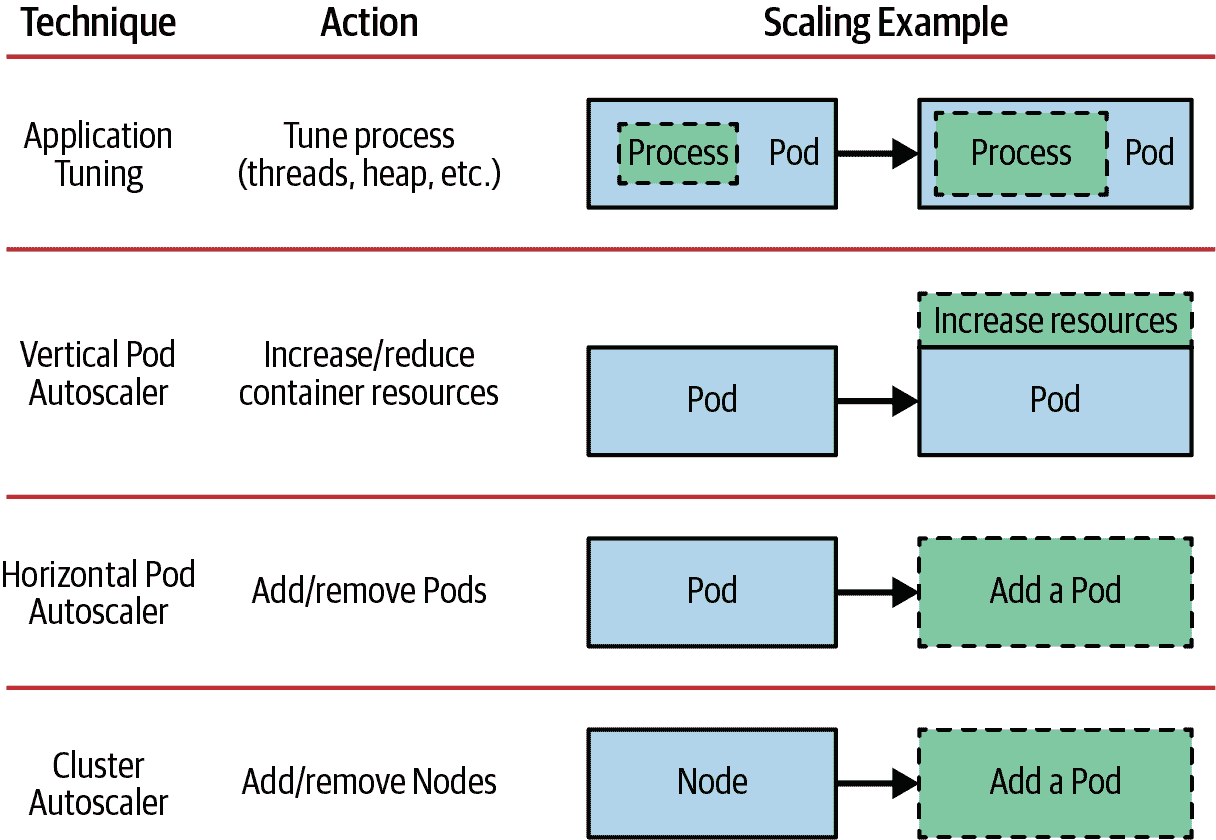 Technique Action Scaling Example
Application
Tuning
Tune process
(threads, heap, etc.)
Process Pod Process Pod
Vertical Pod
Autoscaler
Increase/reduce
container resources
Increase resources
Pod Pod
Horizontal Pod
Autoscaler
Add/remove Pods
Pod Add a Pod
Cluster
Autoscaler
Add/remove Nodes
Node Add a Pod